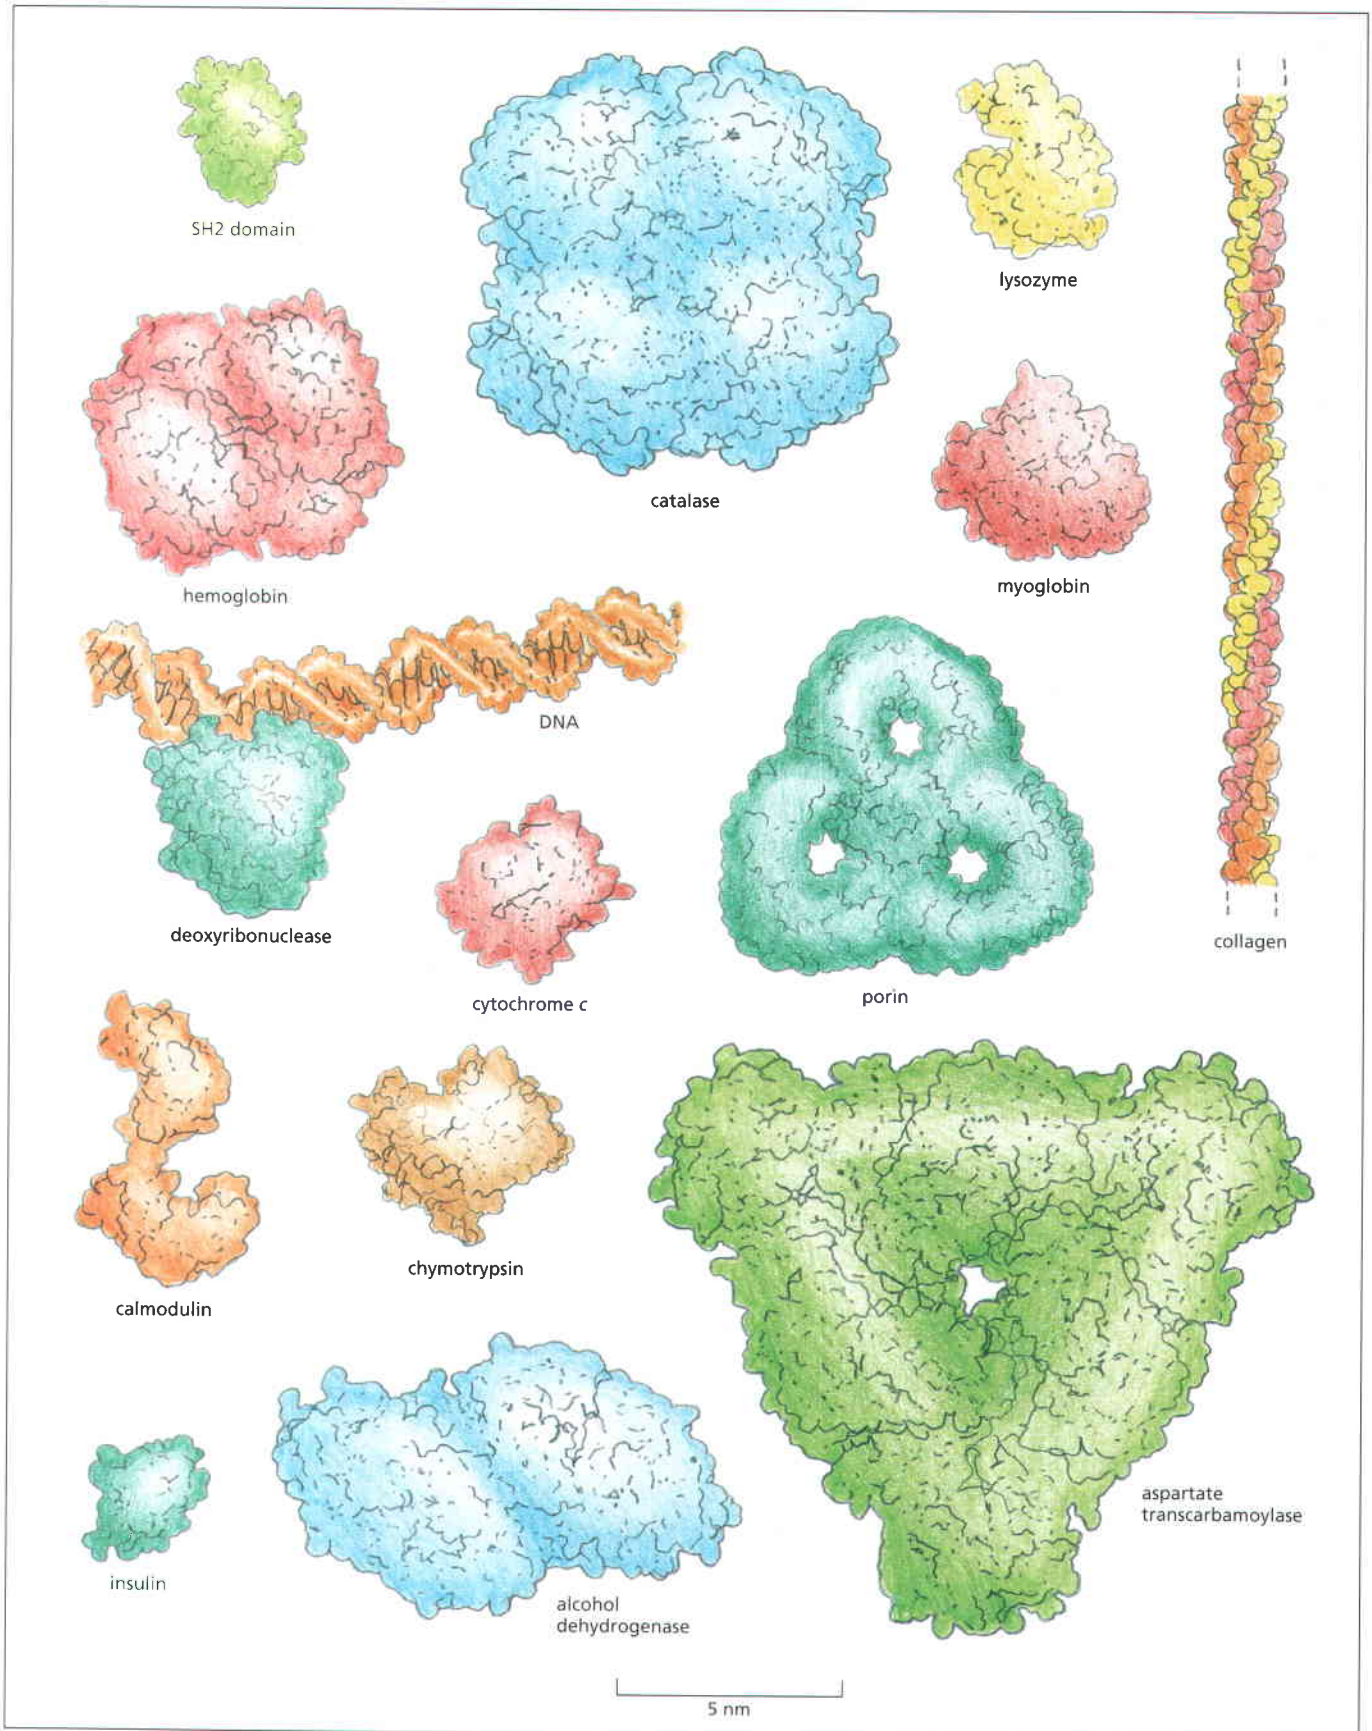 SH2 domain
lysozyme
catalase
myoglobin
hemoglobin
DNA
deoxyribonuclease
collagen
cytochrome c
porin
chymotrypsin
calmodulin
aspartate
transcarbamoylase
insulin
alcohol
dehydrogenase
5 nm